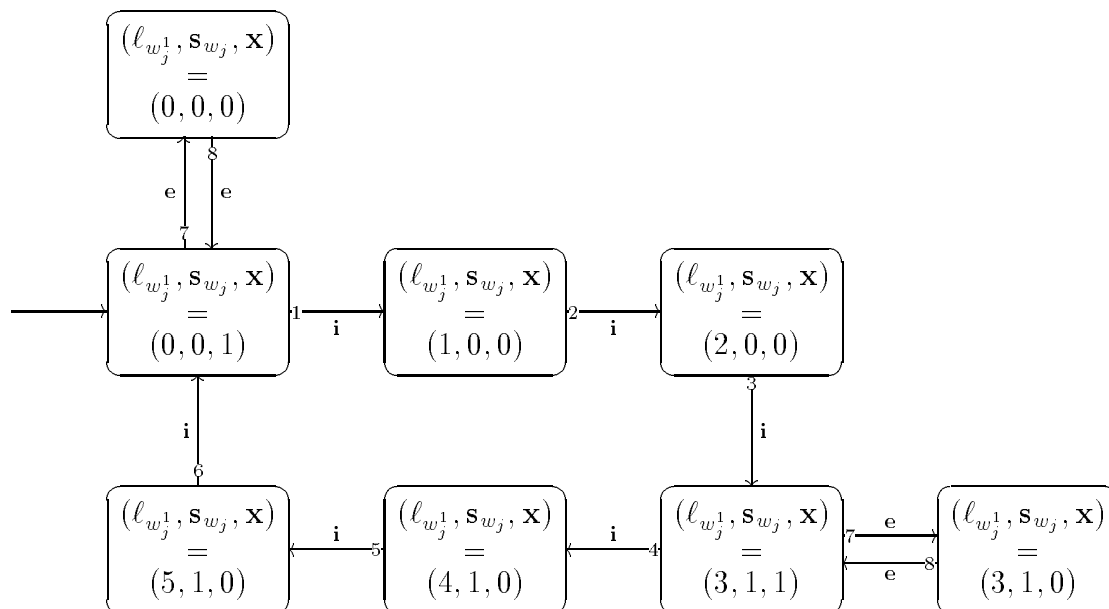 (ℓ_{w_j^1}, s_{w_j}, x)
=
(0, 0, 0)
8
e e
7
(ℓ_{w_j^1}, s_{w_j}, x)
=
(0, 0, 1)
1
i
(ℓ_{w_j^1}, s_{w_j}, x)
=
(1, 0, 0)
2
i
(ℓ_{w_j^1}, s_{w_j}, x)
=
(2, 0, 0)
3
i
i
6
(ℓ_{w_j^1}, s_{w_j}, x)
=
(5, 1, 0)
i
5
(ℓ_{w_j^1}, s_{w_j}, x)
=
(4, 1, 0)
i
4
(ℓ_{w_j^1}, s_{w_j}, x)
=
(3, 1, 1)
7
e
8
e
(ℓ_{w_j^1}, s_{w_j}, x)
=
(3, 1, 0)